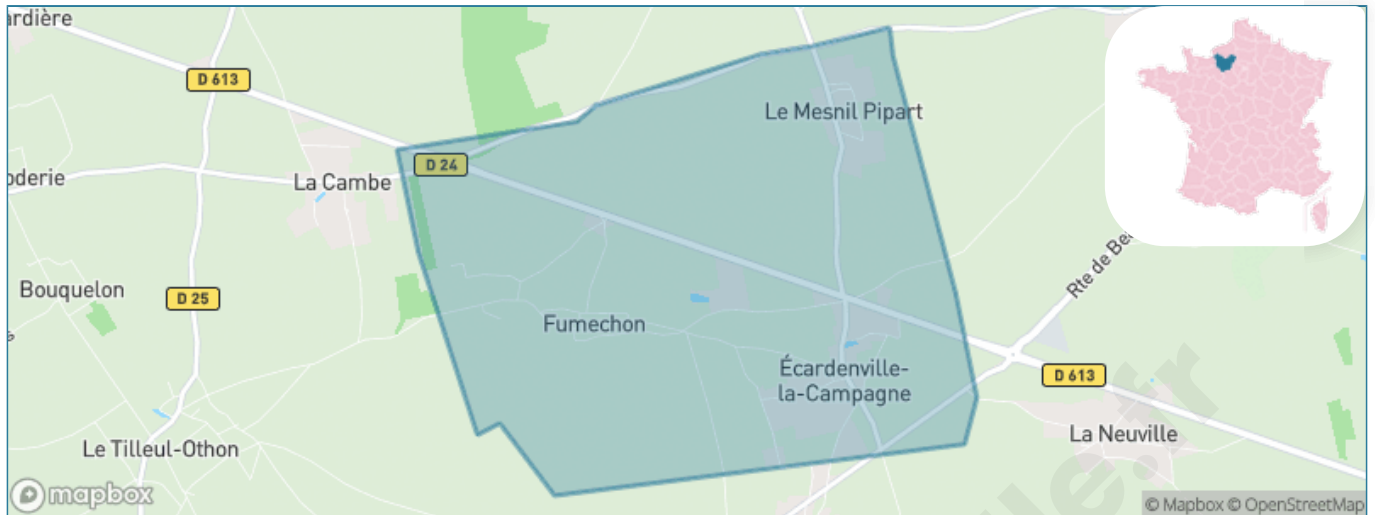 ardière
D 613
Le Mesnil Pipart
D 24
oderie
La Cambe
Rte de Be
Bouquelon
D 25
Fumechon
Écardenville-
la-Campagne
D 613
La Neuville
Le Tilleul-Othon
mapbox
© Mapbox © OpenStreetMap